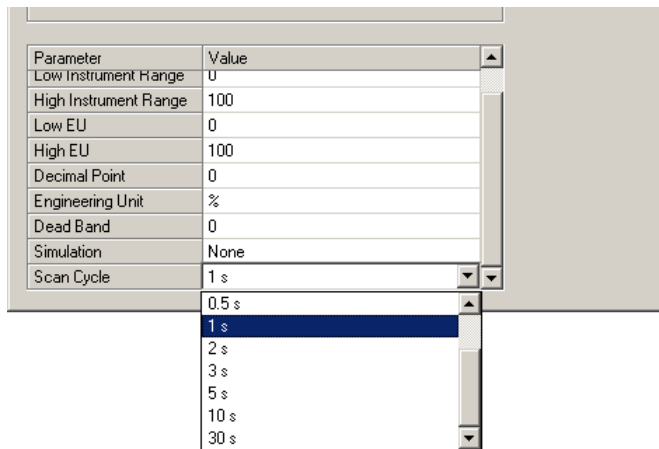 Parameter Value
Low Instrument Range 0
High Instrument Range 100
Low EU 0
High EU 100
Decimal Point 0
Engineering Unit %
Dead Band 0
Simulation None
Scan Cycle 1 s
0.5 s
1 s
2 s
3 s
5 s
10 s
30 s